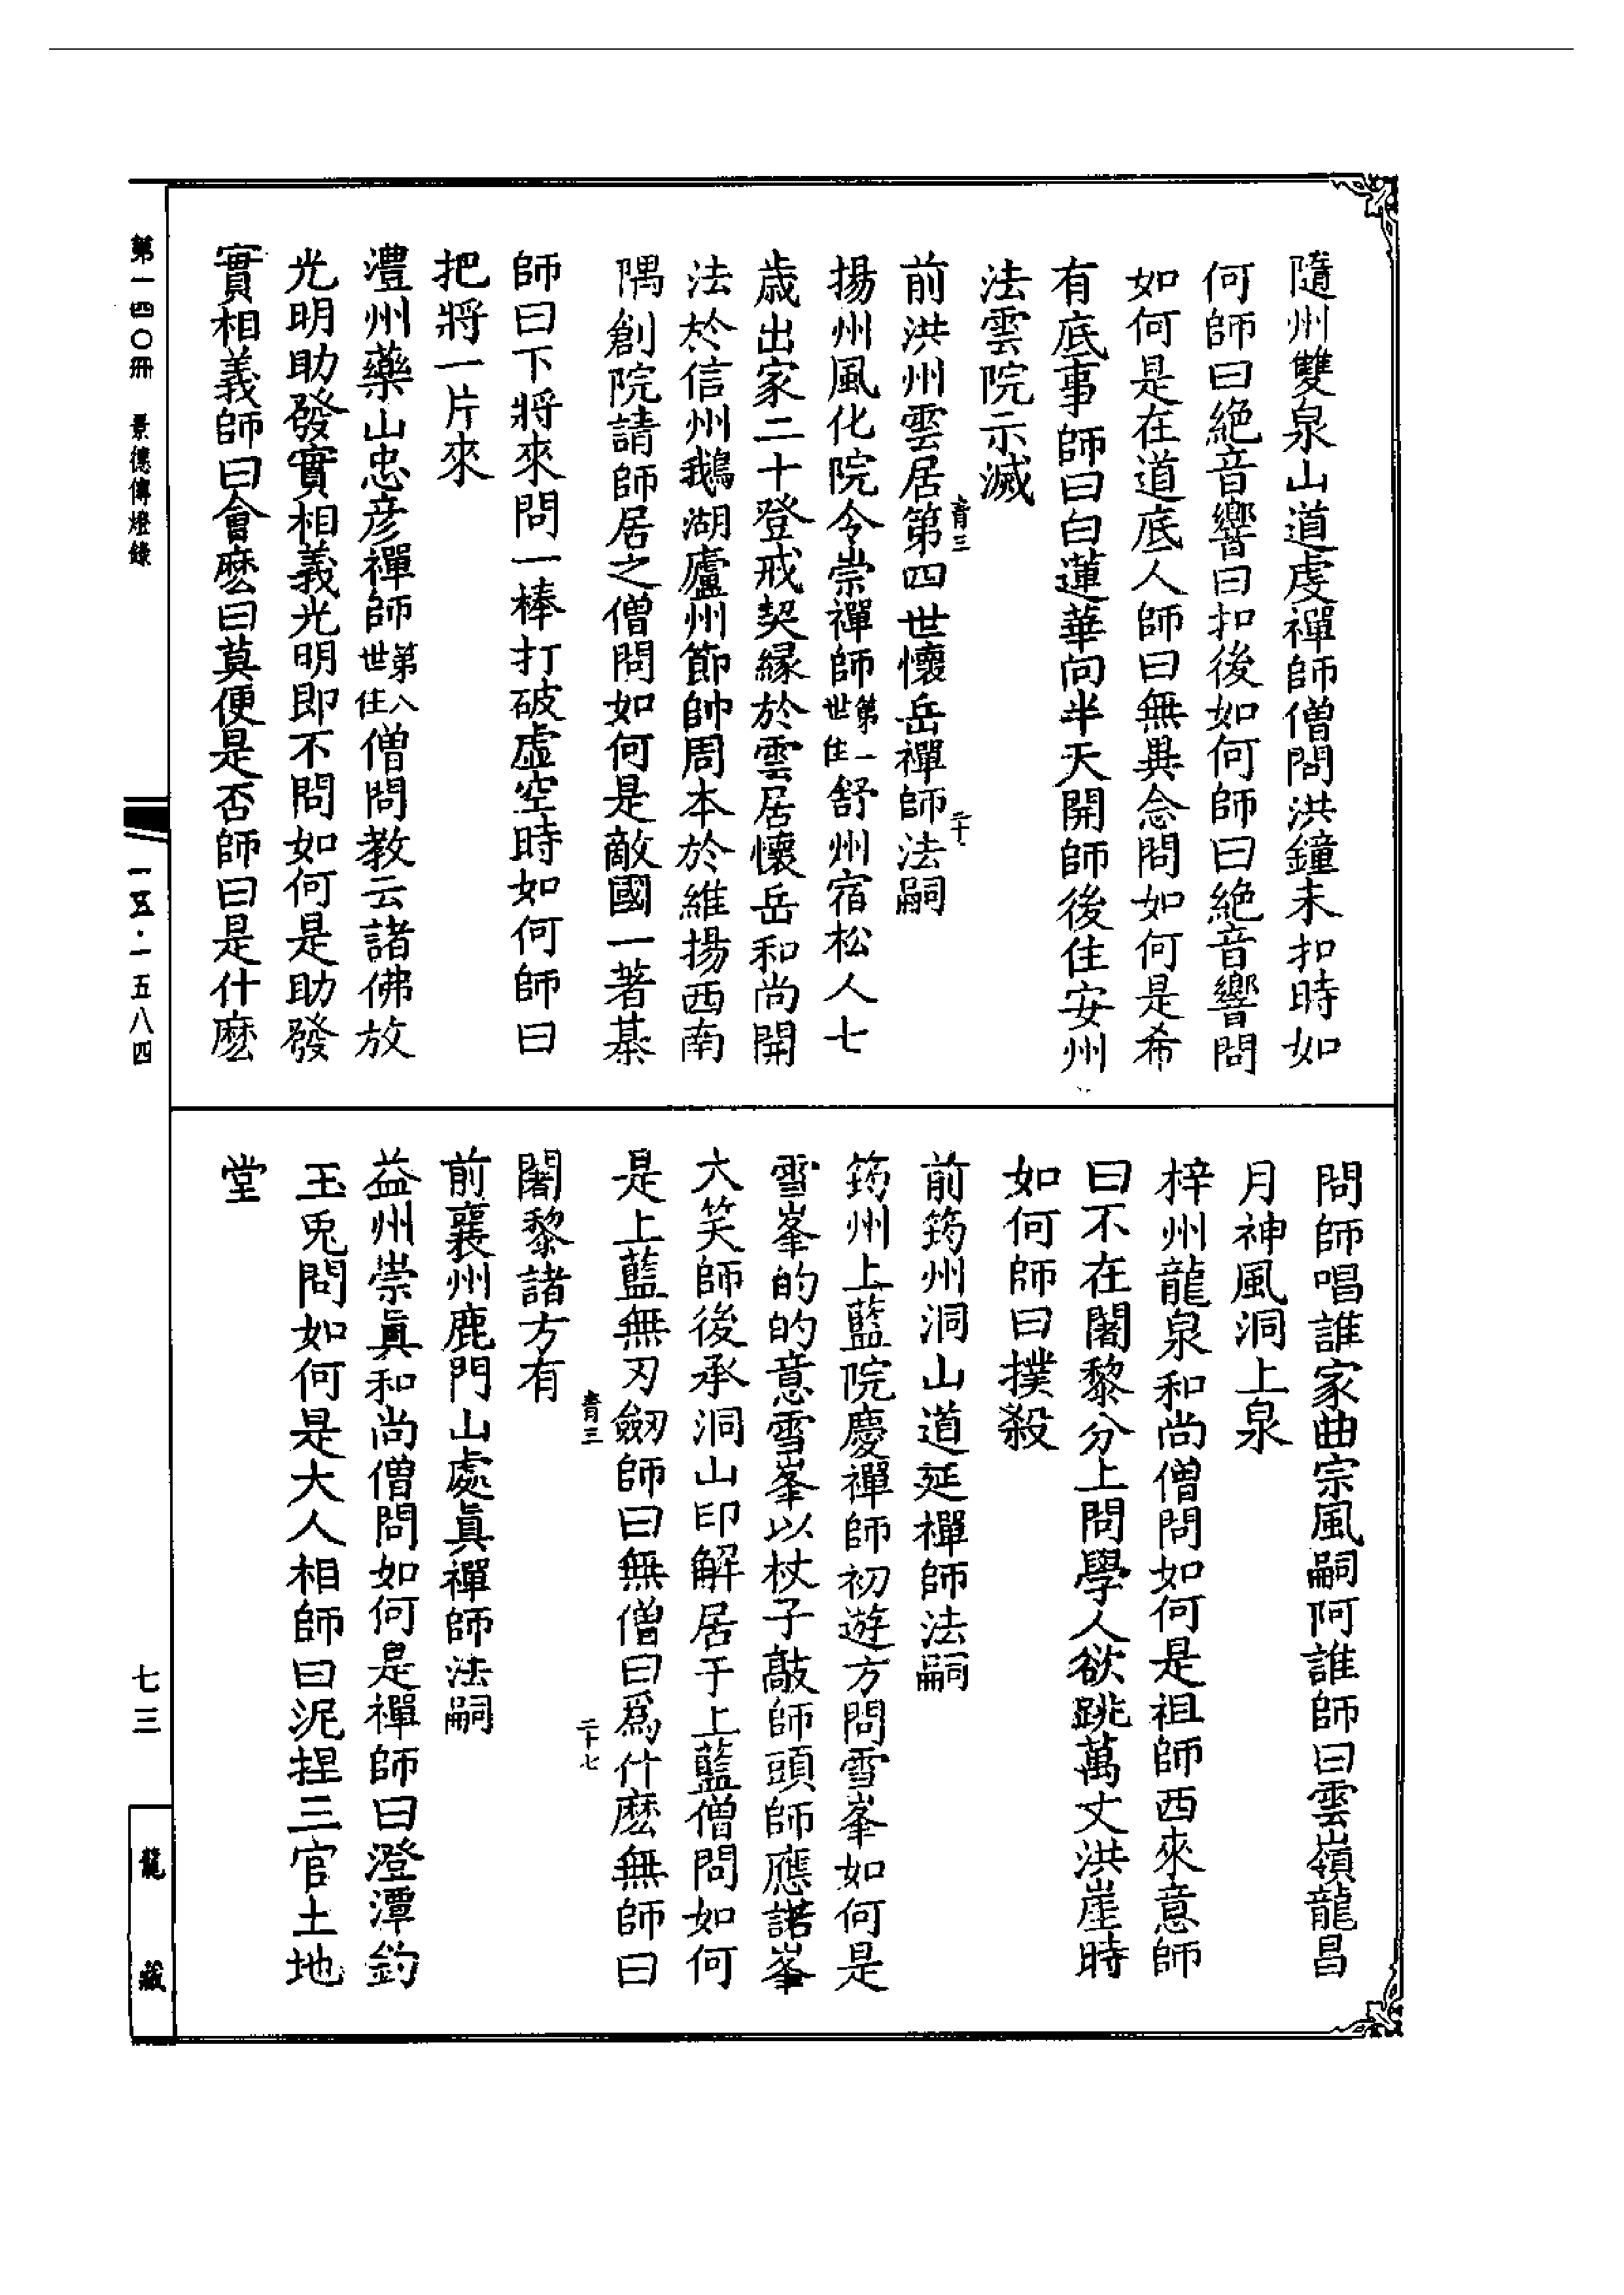 隨州雙泉山道虔禪師僧問洪鐘未扣時如
何師曰絕音響曰扣後如何師曰絕音響問
如何是在道底人師曰無異念問如何是希
有底事師曰白蓮華向半天開師後住安州
法雲院示滅
青三
前洪州雲居第四世懷岳禪師法嗣
揚州風化院令崇禪師第一世住舒州宿松人七
歲出家二十登戒契緣於雲居懷岳和尚開
法於信州鵝湖廬州節帥周本於維揚西南
隅創院請師居之僧問如何是敵國一著棊
師曰下將來問一棒打破虛空時如何師曰
把將一片來
澧州藥山忠彥禪師第八世住僧問教云諸佛放
光明助發實相義光明即不問如何是助發
實相義師曰會麼曰莫便是否師曰是什麼
問師唱誰家曲宗風嗣阿誰師曰雲嶺龍昌
月神風洞上泉
梓州龍泉和尚僧問如何是祖師西來意師
曰不在闍黎分上問學人欲跳萬丈洪崖時
如何師曰撲殺
前筠州洞山道延禪師法嗣
筠州上藍院慶禪師初遊方問雪峯如何是
雪峯的的意雪峯以杖子敲師頭師應諾峯
大笑師後承洞山印解居于上藍僧問如何
是上藍無刃劒師曰無僧曰爲什麼無師曰
青三
二十七
闍黎諸方有
前襄州鹿門山處眞禪師法嗣
益州崇眞和尚僧問如何是禪師曰澄潭釣
玉兎問如何是大人相師曰泥捏三官土地
堂
第一四〇冊 景德傳燈錄
一五·一五八四
七三
龍藏